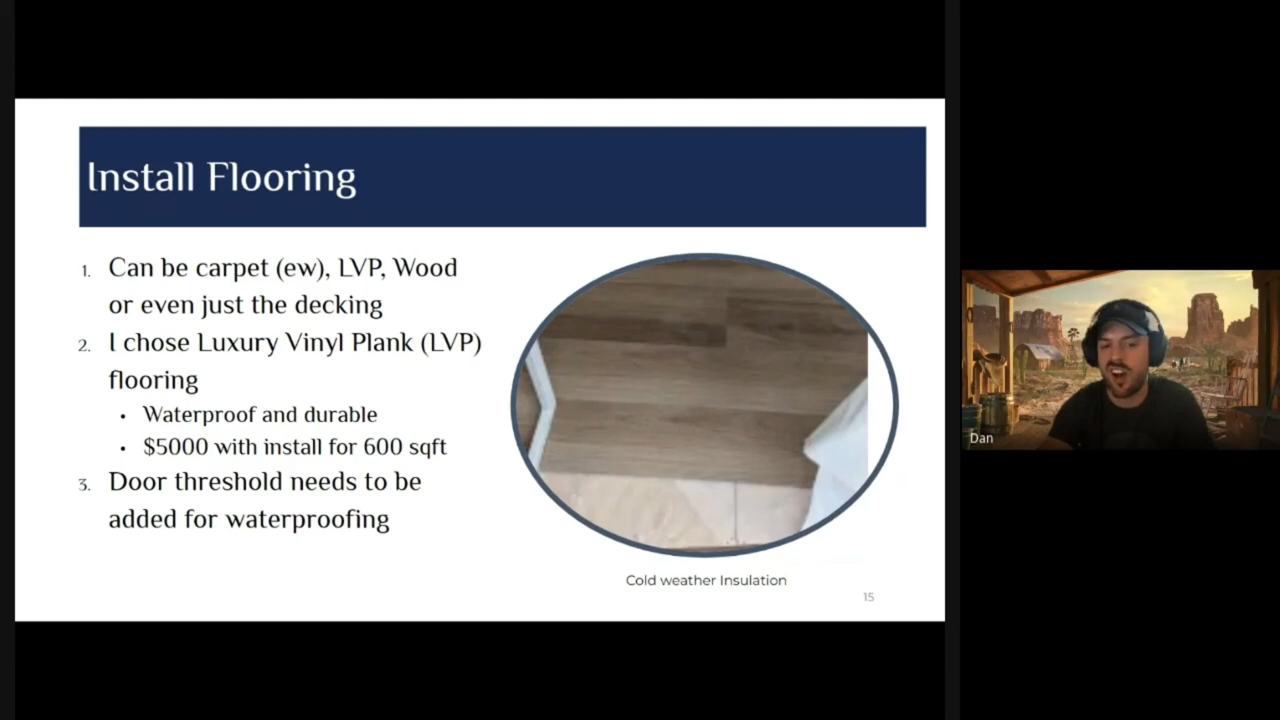 Install Flooring
1. Can be carpet (ew), LVP, Wood
or even just the decking
2. I chose Luxury Vinyl Plank (LVP)
flooring
• Waterproof and durable
• $5000 with install for 600 sqft
3. Door threshold needs to be
added for waterproofing
Cold weather Insulation
15
Dan